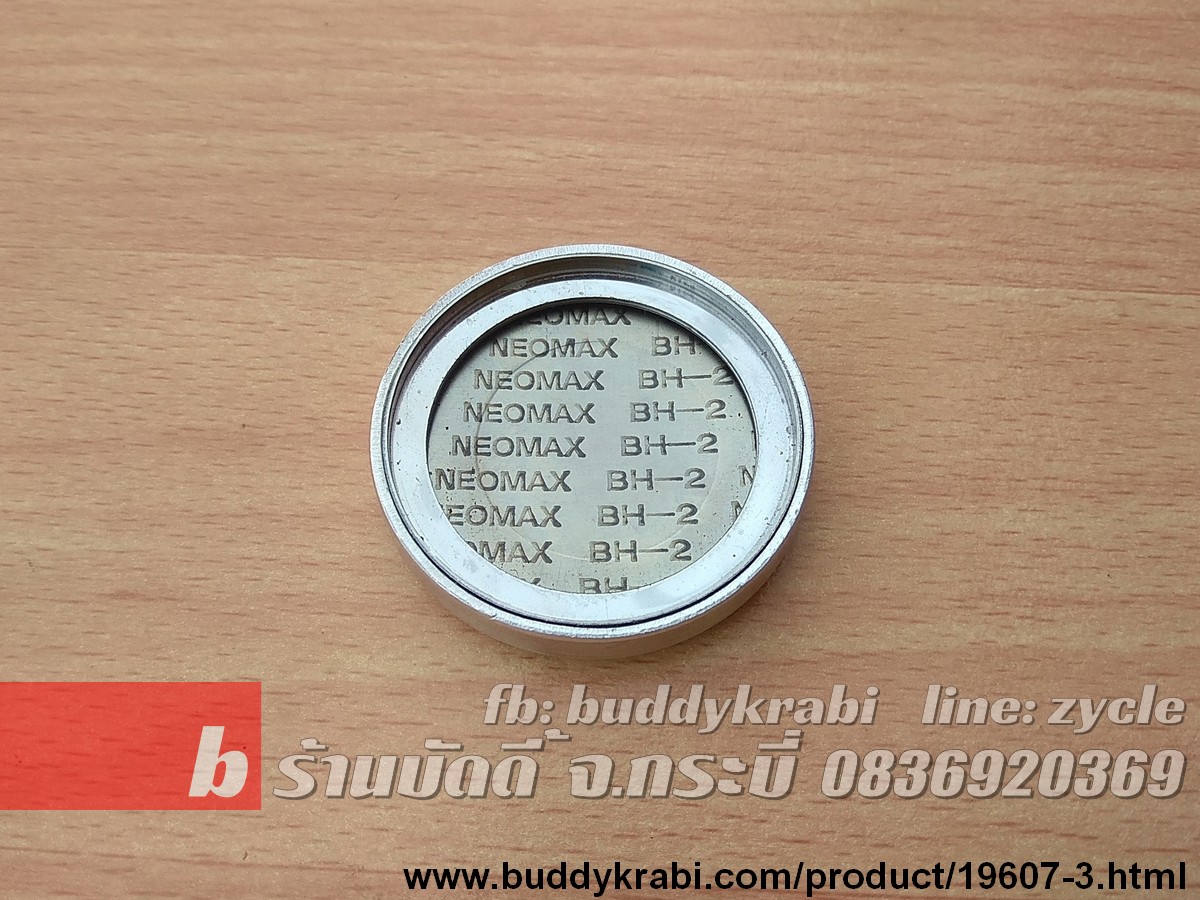 EOMAX
NEOMAX BH
NEOMAX BH-2
NEOMAX BH-2
NEOMAX BH-2
NEOMAX BH-2 N
EOMAX BH-2
OMAX BH-2
BH
fb: buddykrabi line: zycle
b ร้านบัดดี้ จ.กระบี่ 0836920369
www.buddykrabi.com/product/19607-3.html